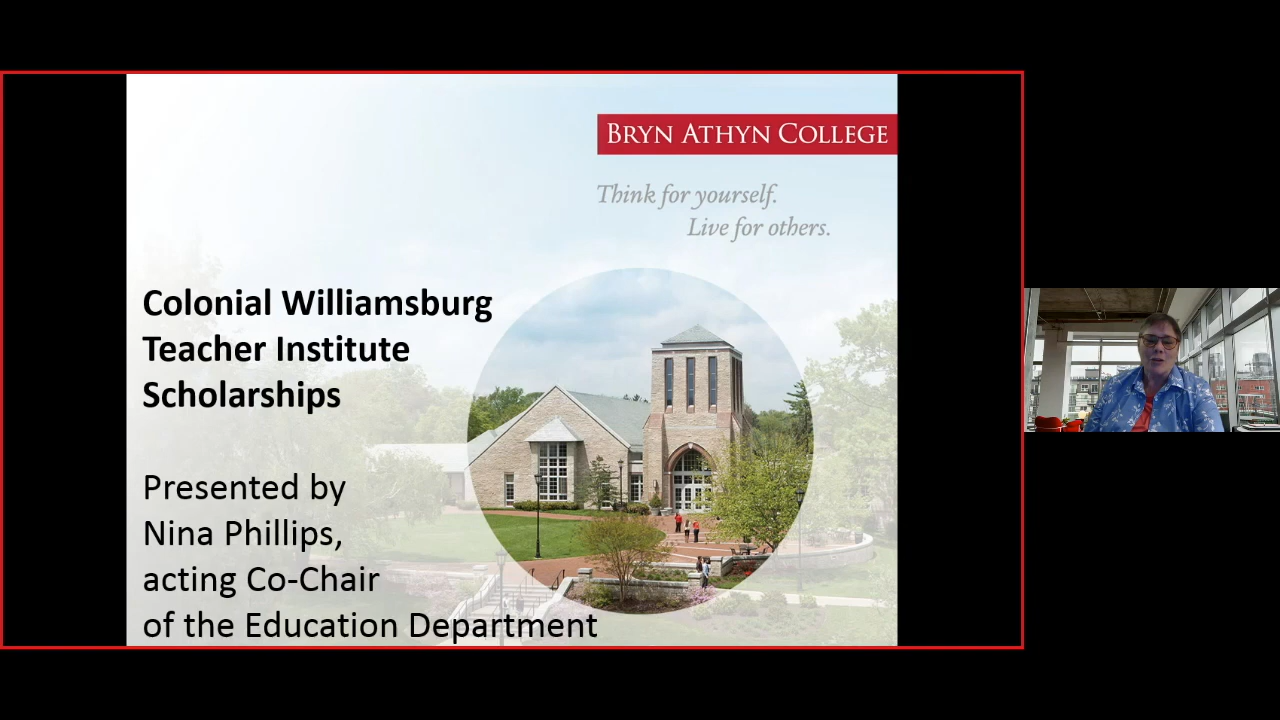 BRYN ATHYN COLLEGE
Think for yourself.
Live for others.
Colonial Williamsburg
Teacher Institute
Scholarships
Presented by
Nina Phillips,
acting Co-Chair
of the Education Department